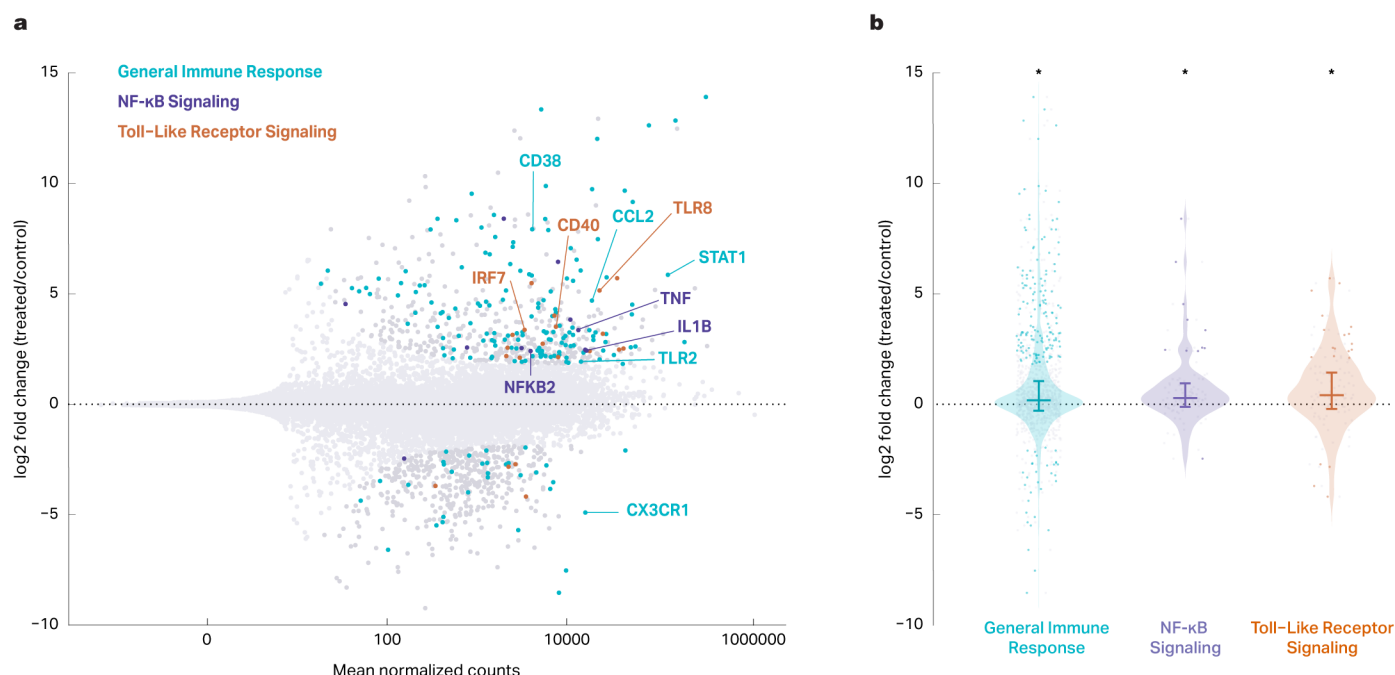 a
General Immune Response
NF-κB Signaling
Toll-Like Receptor Signaling
log2 fold change (treated/control)
15
10
5
0
−5
−10
CD38
CD40
CCL2
TLR8
STAT1
IRF7
TNF
IL1B
TLR2
NFKB2
CX3CR1
0
100
10000
1000000
Mean normalized counts
b
log2 fold change (treated/control)
15
10
5
0
−5
−10
*
*
*
General Immune
Response
NF-κB
Signaling
Toll-Like Receptor
Signaling